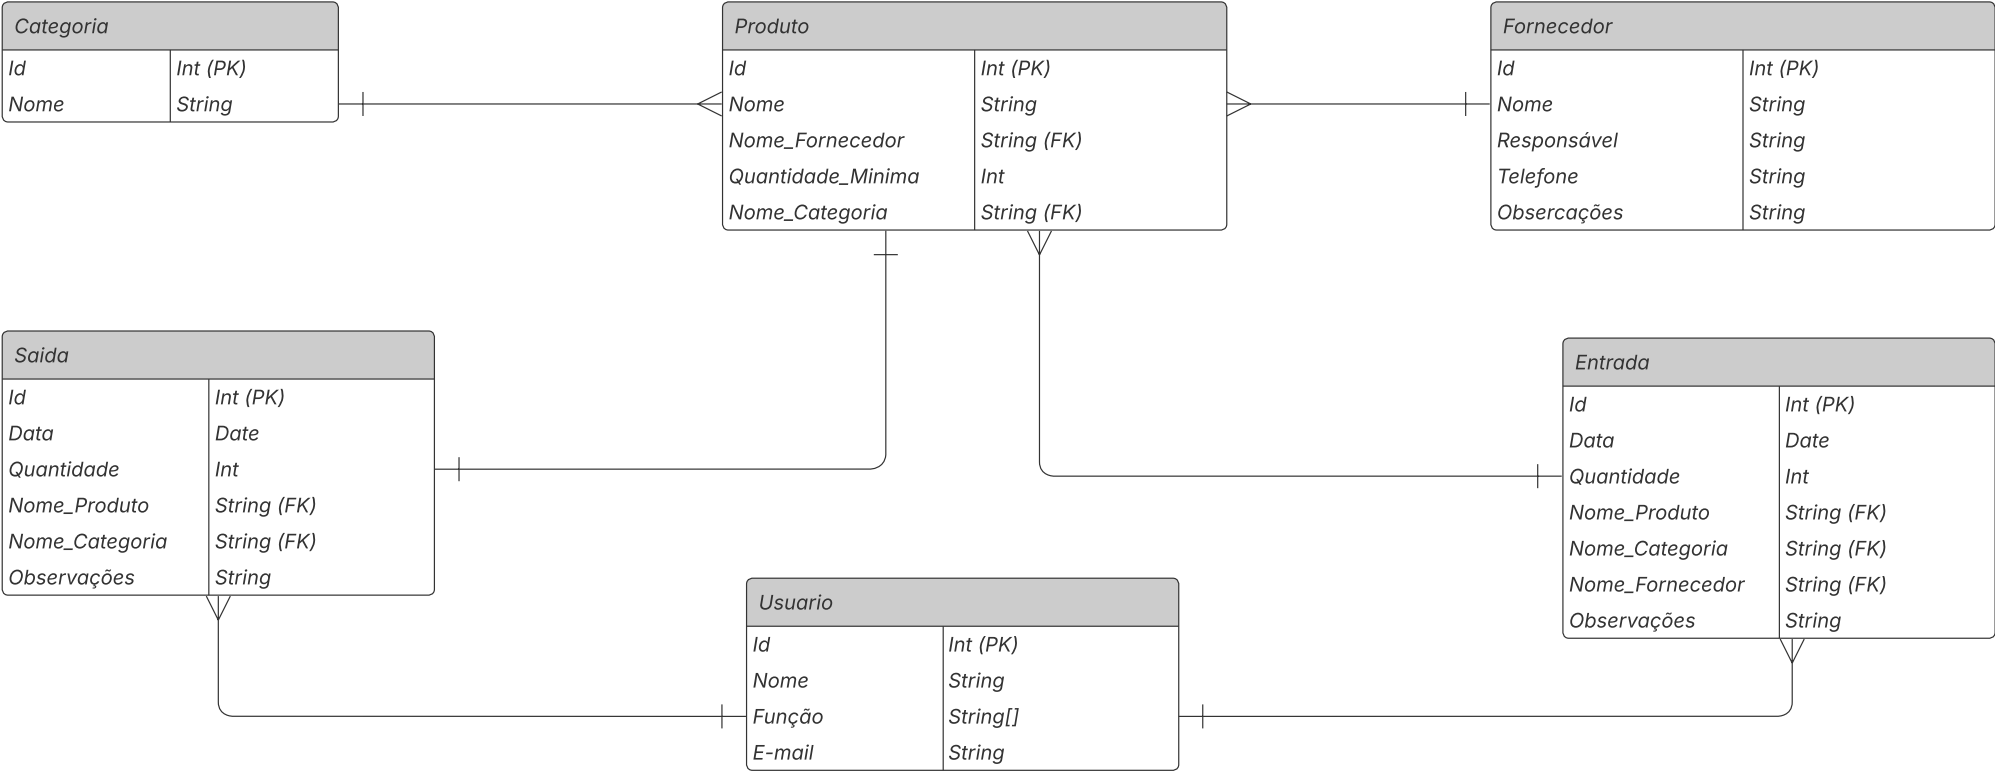 Categoria
Id Int (PK)
Nome String
Produto
Id Int (PK)
Nome String
Nome_Fornecedor String (FK)
Quantidade_Minima Int
Nome_Categoria String (FK)
Fornecedor
Id Int (PK)
Nome String
Responsável String
Telefone String
Obsercações String
Saida
Id Int (PK)
Data Date
Quantidade Int
Nome_Produto String (FK)
Nome_Categoria String (FK)
Observações String
Usuario
Id Int (PK)
Nome String
Função String[]
E-mail String
Entrada
Id Int (PK)
Data Date
Quantidade Int
Nome_Produto String (FK)
Nome_Categoria String (FK)
Nome_Fornecedor String (FK)
Observações String